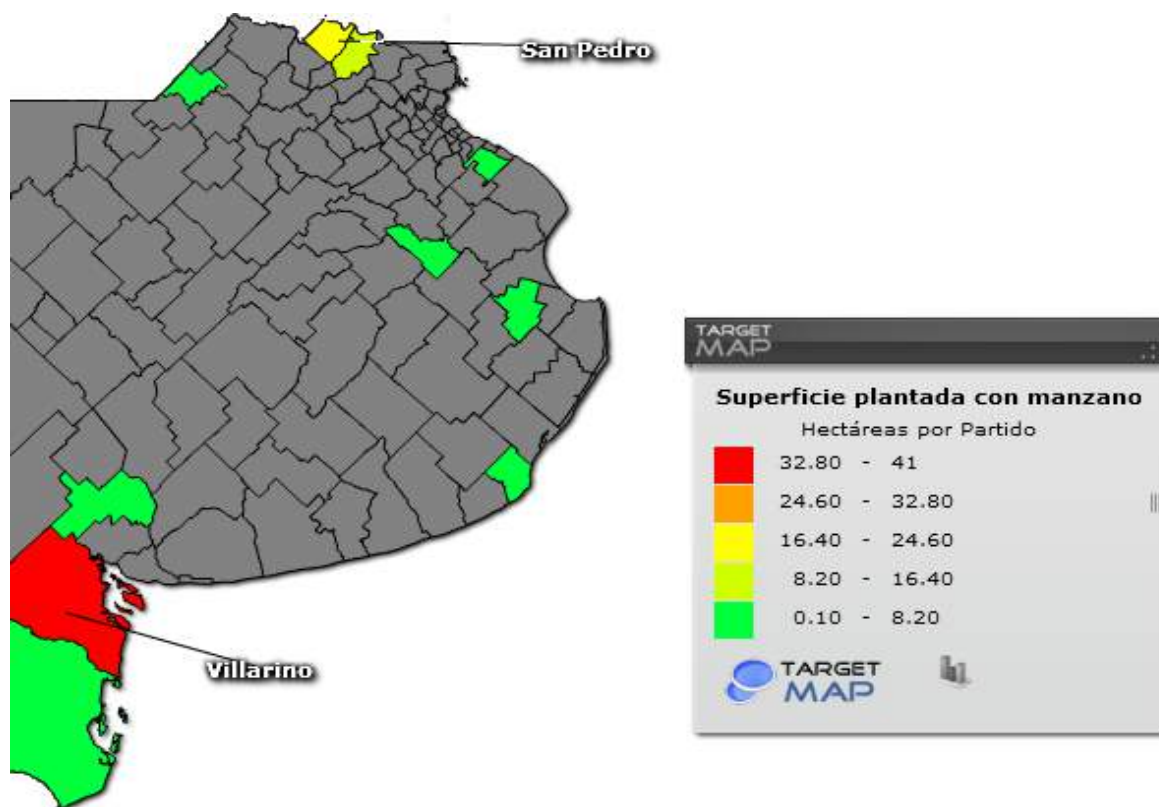 San Pedro
Villarino
TARGET
MAP
Superficie plantada con manzano
Hectáreas por Partido
32.80 - 41
24.60 - 32.80
16.40 - 24.60
8.20 - 16.40
0.10 - 8.20
TARGET
MAP